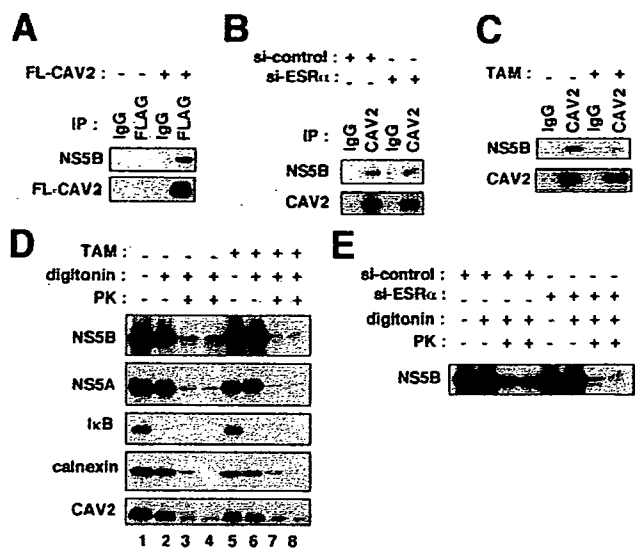 A
FL-CAV2 : - - + +
IP : IgG FLAG IgG FLAG
NS5B
FL-CAV2
B
si-control : + + - -
si-ESRα : - - + +
IP : IgG CAV2 IgG CAV2
NS5B
CAV2
C
TAM : - - + +
IgG CAV2 IgG CAV2
NS5B
CAV2
D
TAM : - - - - + + + +
digitonin : - + + + - + + +
PK : - - + + - - + +
NS5B
NS5A
IκB
calnexin
CAV2
1 2 3 4 5 6 7 8
E
si-control : + + + + - - - -
si-ESRα : - - - - + + + +
digitonin : - + + + - + + +
PK : - - + + - - + +
NS5B